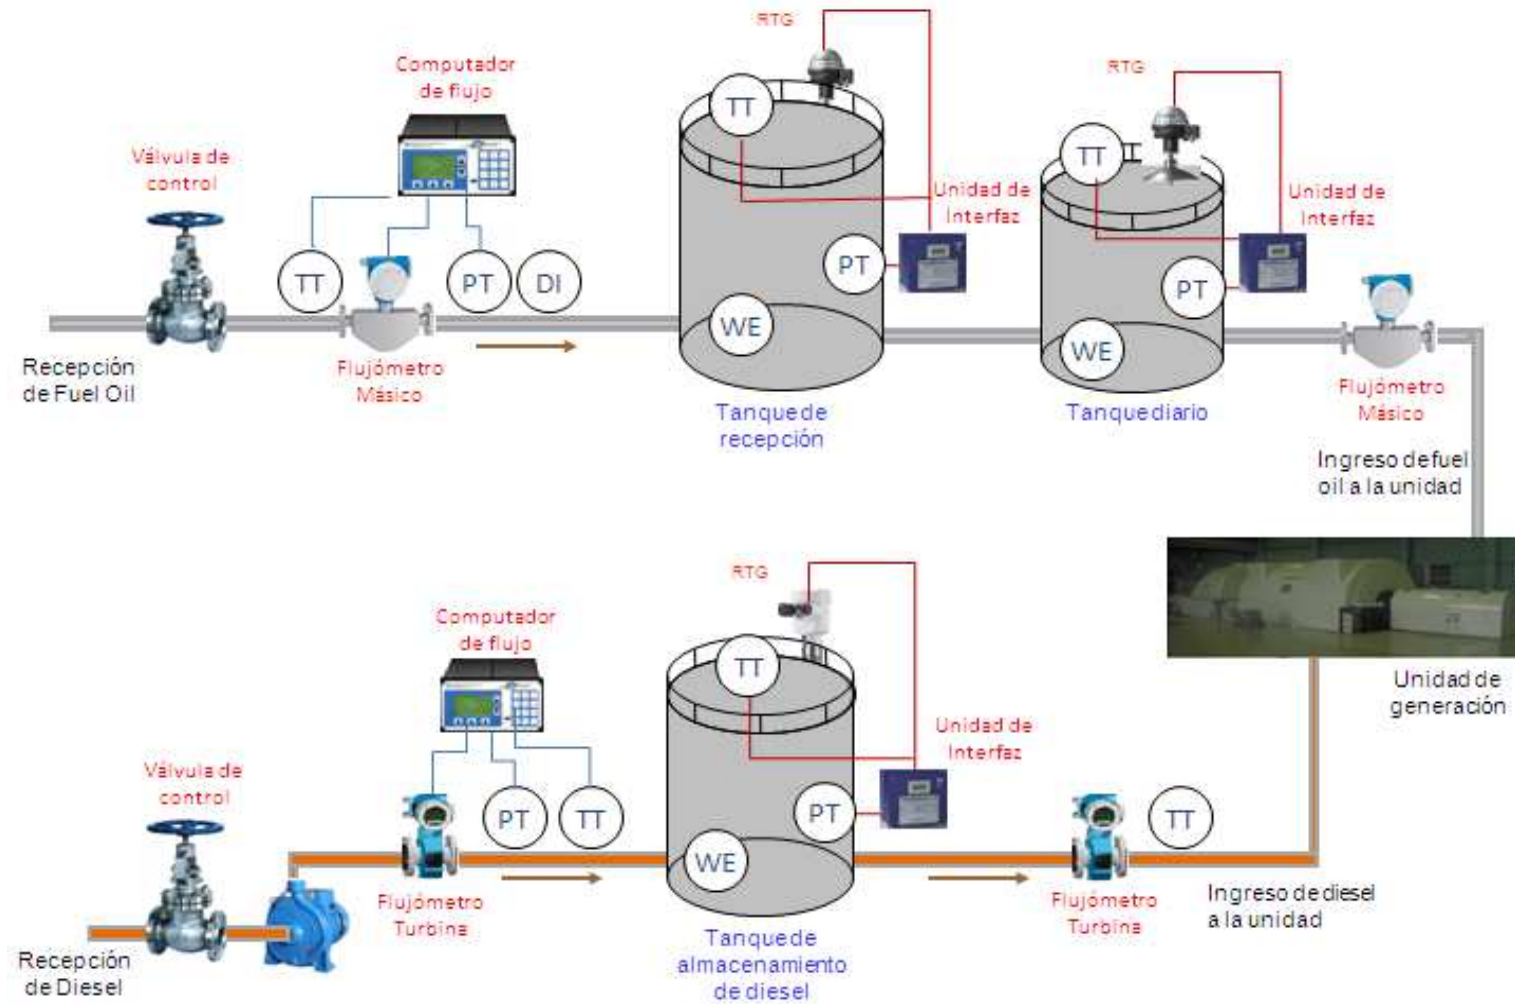 RTG
Computador
de flujo
RTG
TT
TT
Válvula de
control
Unidad de
Interfaz
Unidad de
Interfaz
TT
PT
DI
PT
PT
WE
WE
Recepción
de Fuel Oil
Flujómetro
Másico
Tanque de
recepción
Tanque diario
Flujómetro
Másico
Ingreso de fuel
oil a la unidad
RTG
Computador
de flujo
TT
Unidad de
generación
Unidad de
Interfaz
Válvula de
control
PT
TT
PT
TT
WE
Flujómetro
Turbina
Flujómetro
Turbina
Ingreso de diesel
a la unidad
Recepción
de Diesel
Tanque de
almacenamiento
de diesel